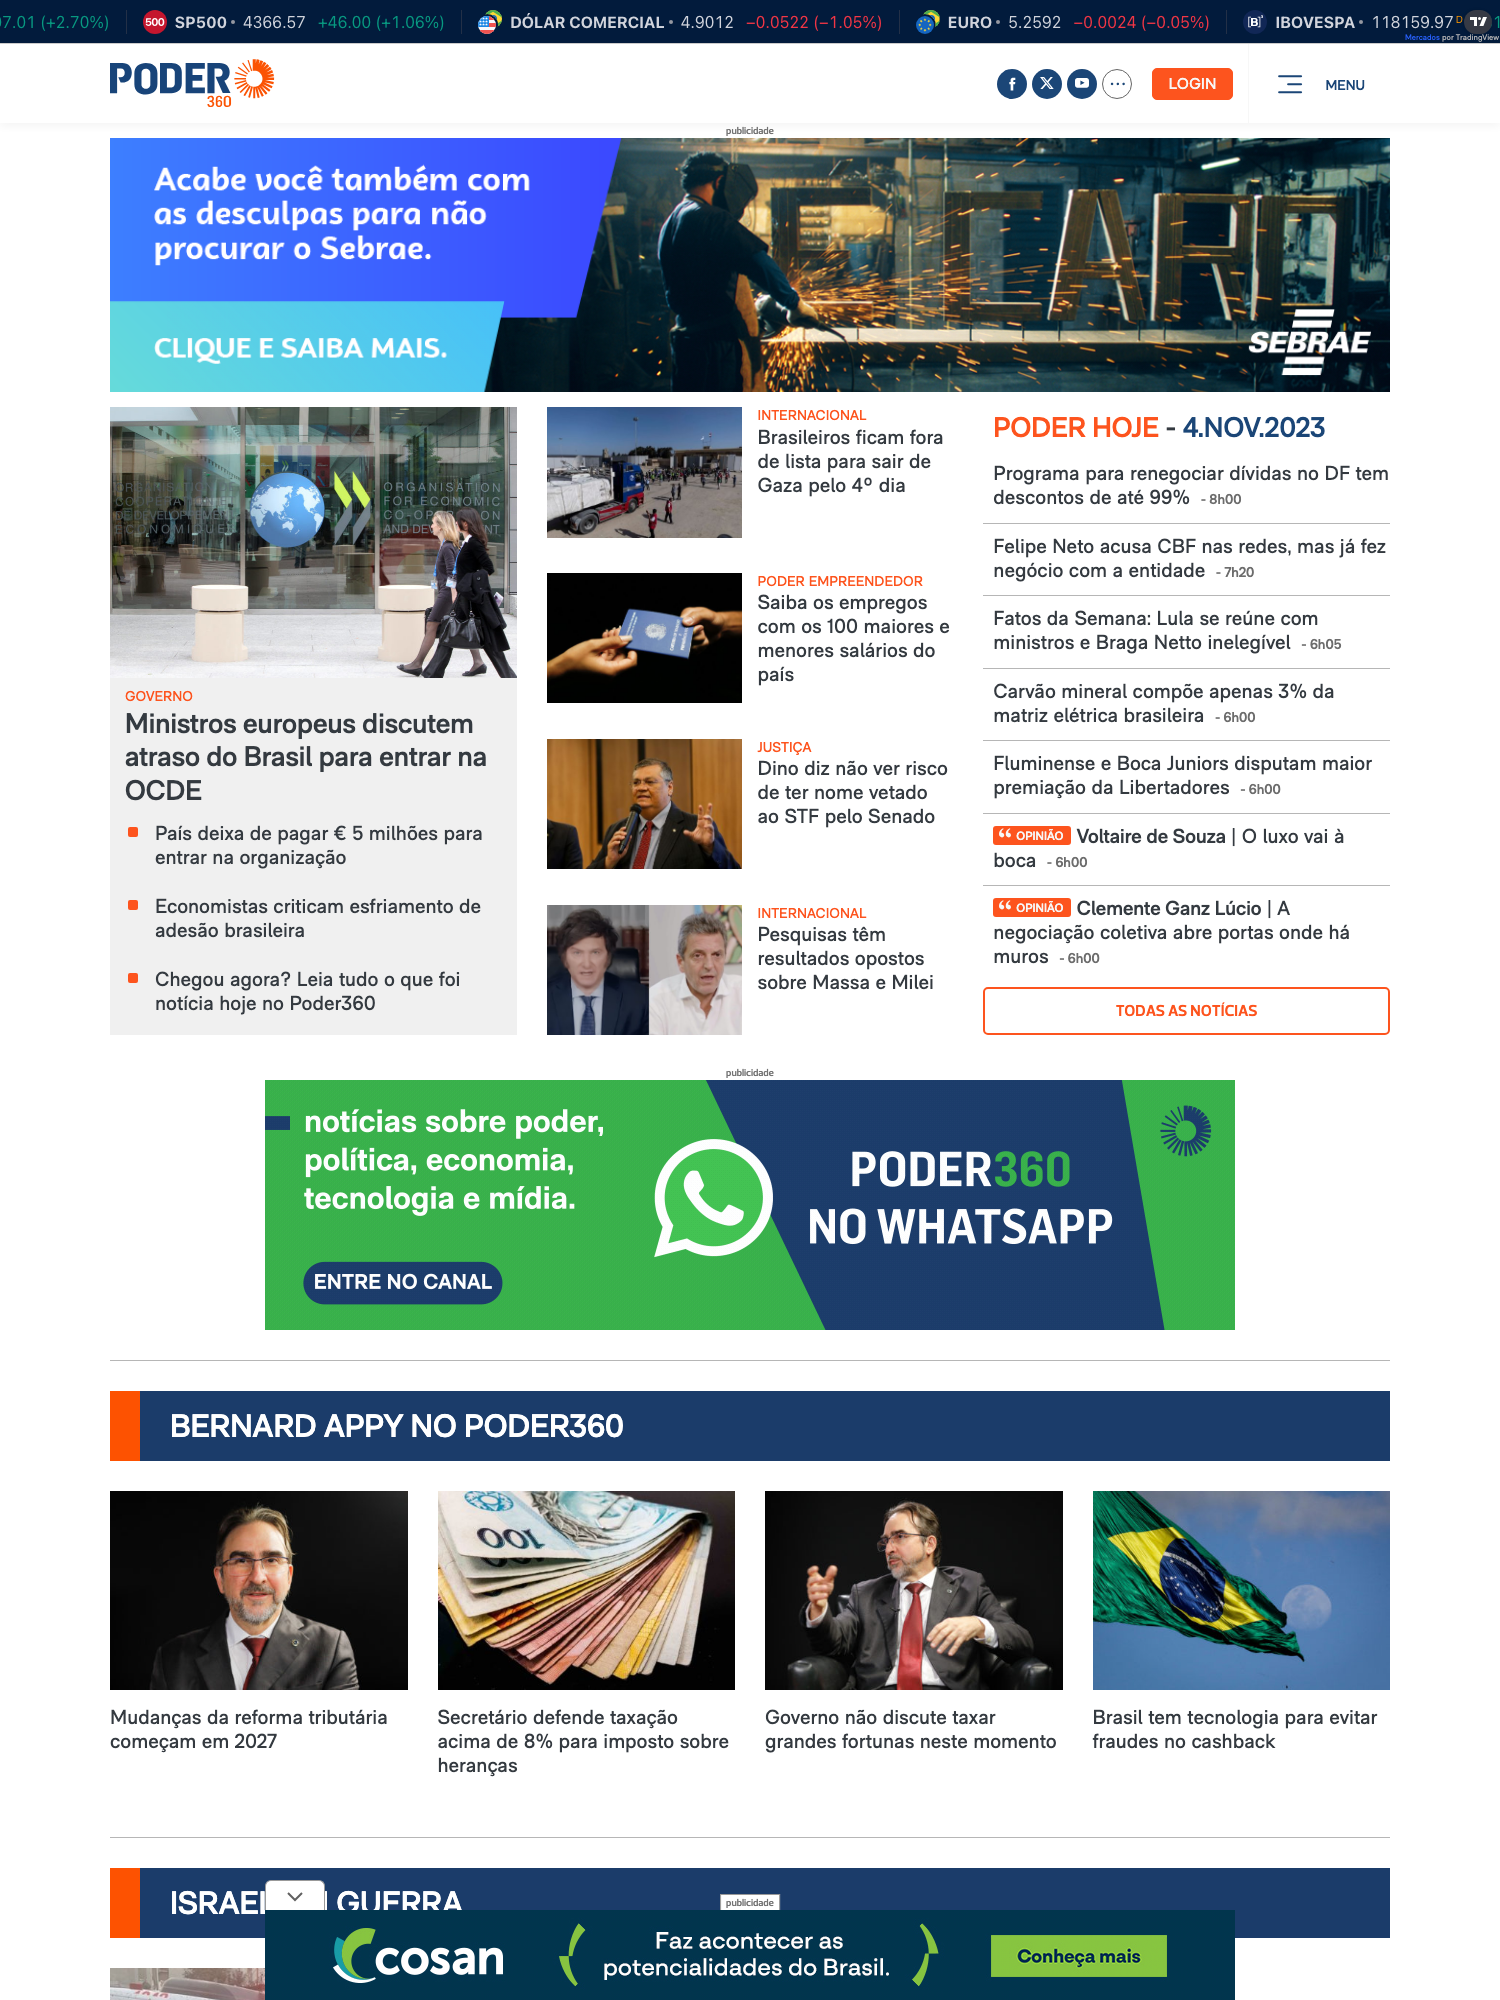 97.01 (+2.70%)
500 SP500 • 4366.57 +46.00 (+1.06%)
DÓLAR COMERCIAL • 4.9012 −0.0522 (−1.05%)
EURO • 5.2592 −0.0024 (−0.05%)
[B]³ IBOVESPA • 118159.97 D
Mercados por TradingView
PODER
360
LOGIN
MENU
publicidade
Acabe você também com
as desculpas para não
procurar o Sebrae.
CLIQUE E SAIBA MAIS.
SEBRAE
ORGANISATION
FOR ECONOMIC
CO-OPERATION
GOVERNO
Ministros europeus discutem
atraso do Brasil para entrar na
OCDE
País deixa de pagar € 5 milhões para
entrar na organização
Economistas criticam esfriamento de
adesão brasileira
Chegou agora? Leia tudo o que foi
notícia hoje no Poder360
INTERNACIONAL
Brasileiros ficam fora
de lista para sair de
Gaza pelo 4º dia
PODER EMPREENDEDOR
Saiba os empregos
com os 100 maiores e
menores salários do
país
JUSTIÇA
Dino diz não ver risco
de ter nome vetado
ao STF pelo Senado
INTERNACIONAL
Pesquisas têm
resultados opostos
sobre Massa e Milei
PODER HOJE - 4.NOV.2023
Programa para renegociar dívidas no DF tem
descontos de até 99% - 8h00
Felipe Neto acusa CBF nas redes, mas já fez
negócio com a entidade - 7h20
Fatos da Semana: Lula se reúne com
ministros e Braga Netto inelegível - 6h05
Carvão mineral compõe apenas 3% da
matriz elétrica brasileira - 6h00
Fluminense e Boca Juniors disputam maior
premiação da Libertadores - 6h00
“ OPINIÃO Voltaire de Souza | O luxo vai à
boca - 6h00
“ OPINIÃO Clemente Ganz Lúcio | A
negociação coletiva abre portas onde há
muros - 6h00
TODAS AS NOTÍCIAS
publicidade
notícias sobre poder,
política, economia,
tecnologia e mídia.
ENTRE NO CANAL
PODER360
NO WHATSAPP
BERNARD APPY NO PODER360
100
Mudanças da reforma tributária
começam em 2027
Secretário defende taxação
acima de 8% para imposto sobre
heranças
Governo não discute taxar
grandes fortunas neste momento
Brasil tem tecnologia para evitar
fraudes no cashback
ISRAEL GUERRA
publicidade
cosan
Faz acontecer as
potencialidades do Brasil.
Conheça mais